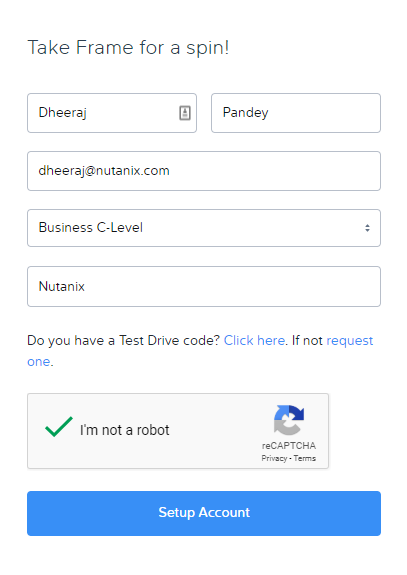 Take Frame for a spin!
Dheeraj Pandey
dheeraj@nutanix.com
Business C-Level
Nutanix
Do you have a Test Drive code? Click here. If not request
one.
I'm not a robot
reCAPTCHA
Privacy - Terms
Setup Account